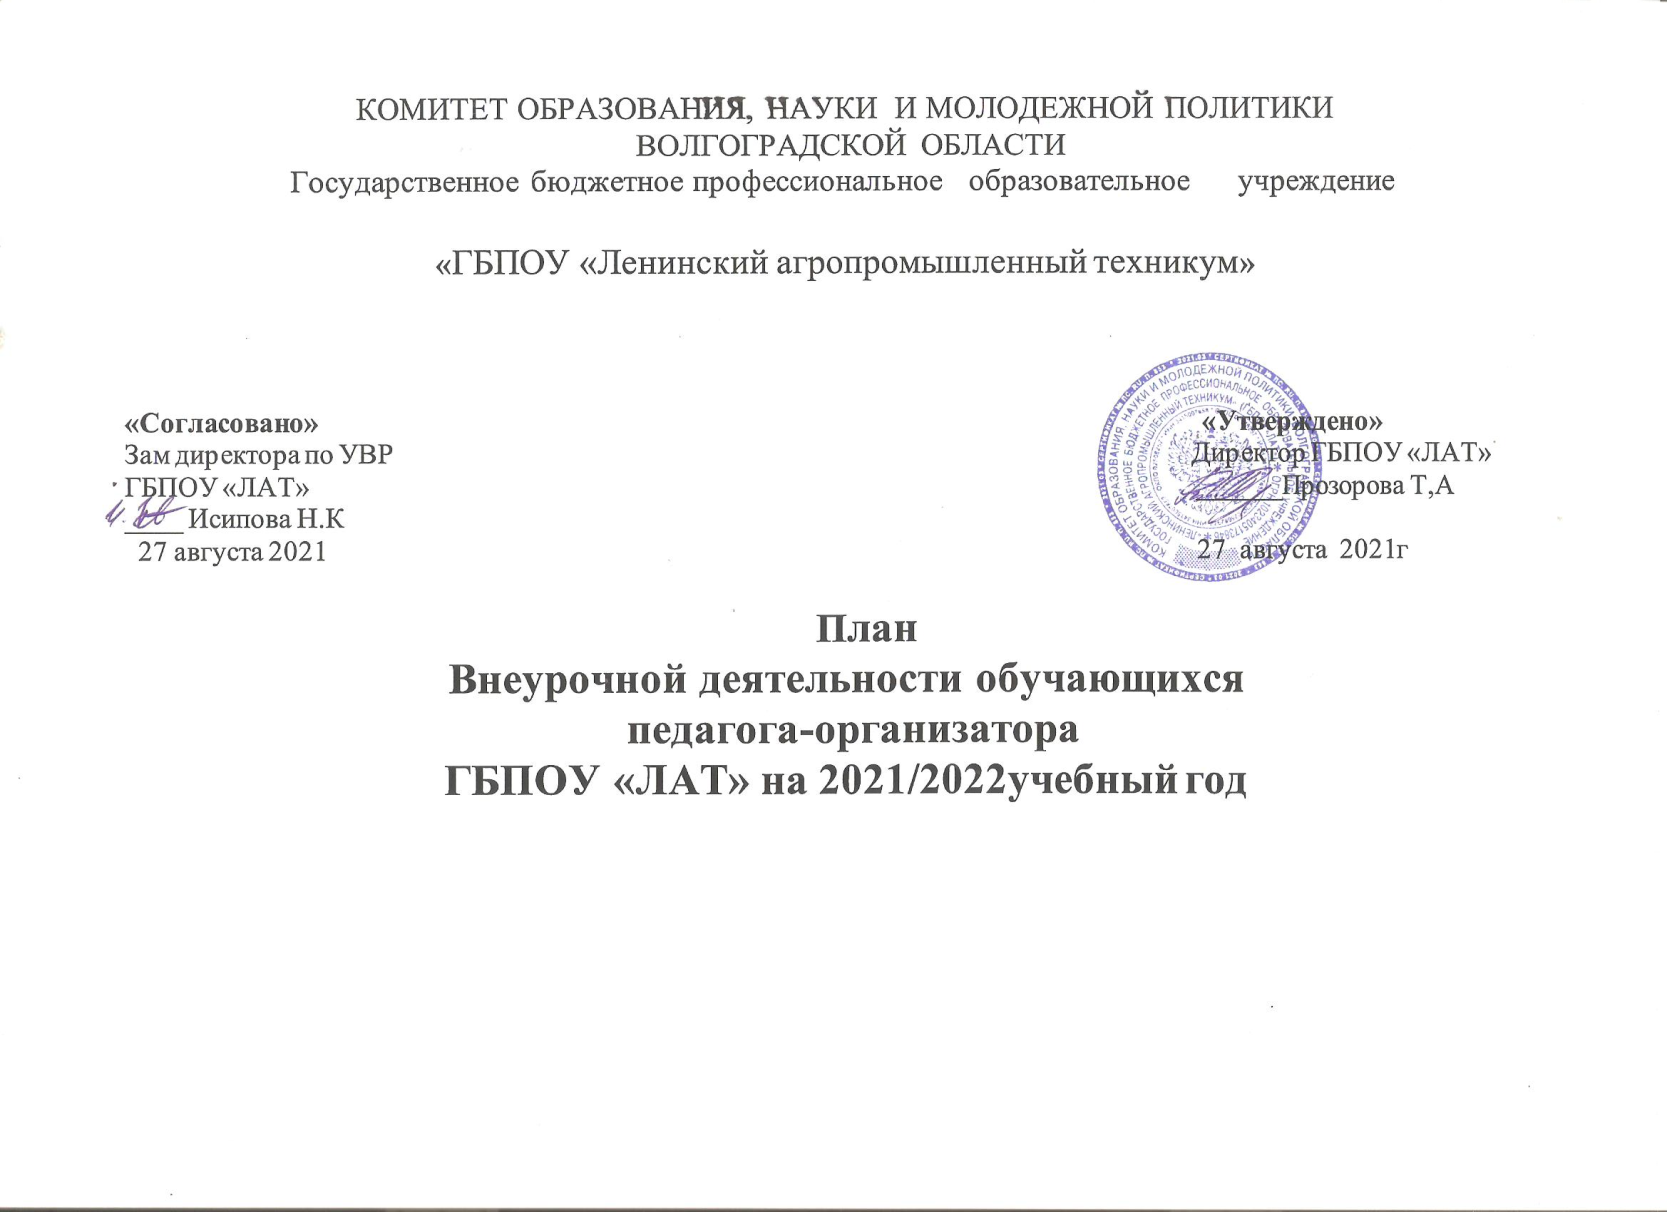 КОМИТЕТ ОБРАЗОВАНИЯ, НАУКИ И МОЛОДЕЖНОЙ ПОЛИТИКИ
ВОЛГОГРАДСКОЙ ОБЛАСТИ
Государственное бюджетное профессиональное образовательное учреждение
«ГБПОУ «Ленинский агропромышленный техникум»
«Согласовано»
Зам директора по УВР
ГБПОУ «ЛАТ»
Исипова Н.К
27 августа 2021
«Утверждено»
Директор ГБПОУ «ЛАТ»
Прозорова Т,А
27 августа 2021г
План
Внеурочной деятельности обучающихся
педагога-организатора
ГБПОУ «ЛАТ» на 2021/2022учебный год